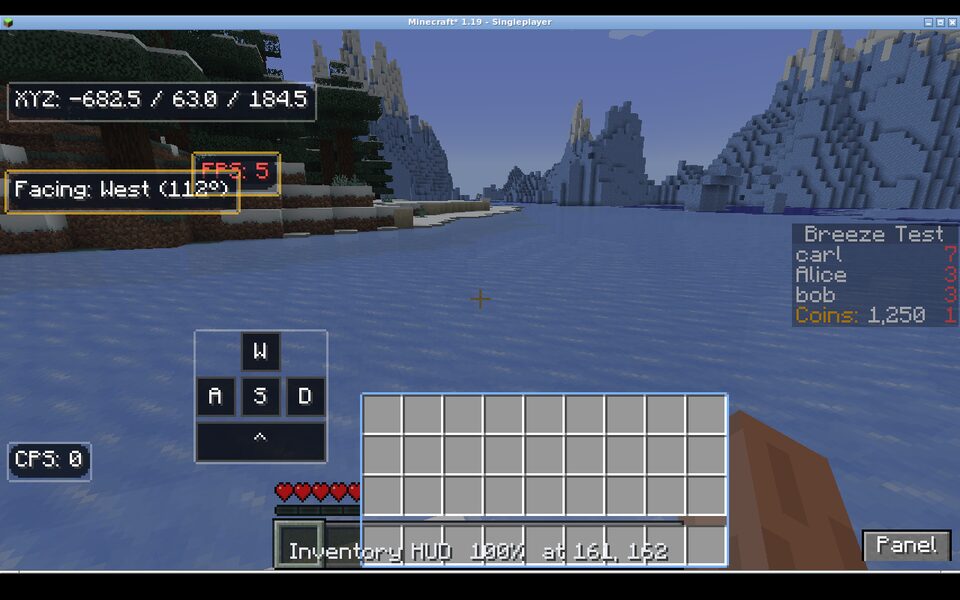 Minecraft* 1.19 - Singleplayer
XYZ: -682.5 / 63.0 / 184.5
FPS: 5
Facing: West (112°)
Breeze Test
carl 7
Alice 3
bob 3
Coins: 1,250 1
W
A S D
^
CPS: 0
Inventory HUD 100% at 161, 162
Panel